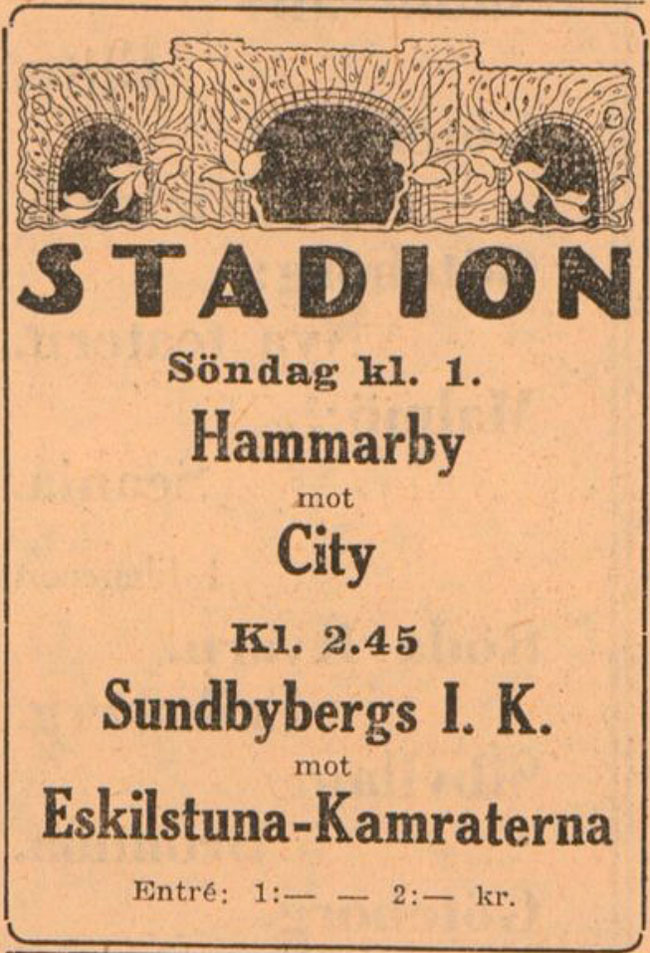 STADION
Söndag kl. 1.
Hammarby
mot
City
Kl. 2.45
Sundbybergs I. K.
mot
Eskilstuna-Kamraterna
Entré: 1:— — 2:— kr.